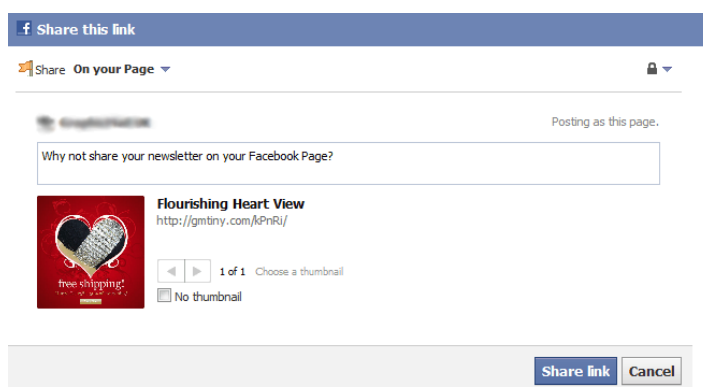 f Share this link
Share On your Page
Posting as this page.
Why not share your newsletter on your Facebook Page?
Flourishing Heart View
http://gmtiny.com/kPnRi/
1 of 1 Choose a thumbnail
free shipping!
No thumbnail
Share link Cancel